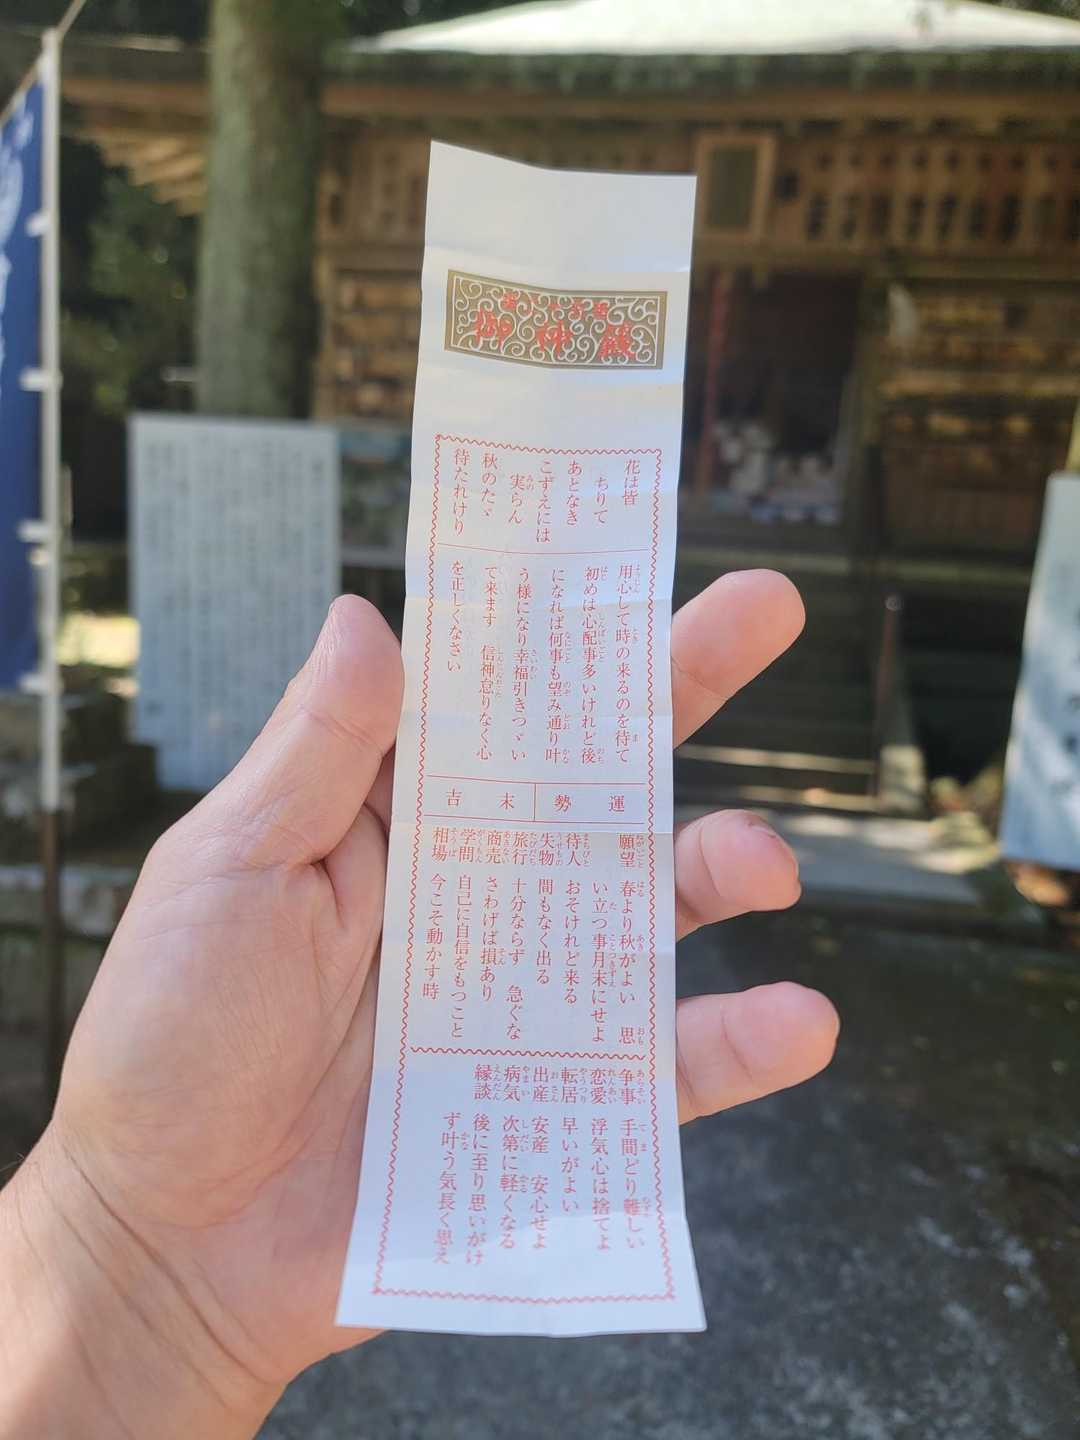 御神籤
花は皆
ちりて
あとなき
こずえには
実らん
秋のたゞ
待たれけり
用心して時の来るのを待て
初めは心配事多いけれど後
になれば何事も望み通り叶
う様になり幸福引きつゞい
て来ます　信神怠りなく心
を正しくなさい
運勢　末吉
願望　春よりがよい　思
い立つ事月末にせよ
待人　おそけれど来る
失物　間もなく出る
旅行　十分ならず　急ぐな
商売　さわげば損あり
学問　自己に自信をもつこと
相場　今こそ動かす時
争事　手間どり難しい
恋愛　浮気心は捨てよ
転居　早いがよい
出産　安産　安心せよ
病気　次第に軽くなる
縁談　後に至り思いがけ
ず叶う気長く思え